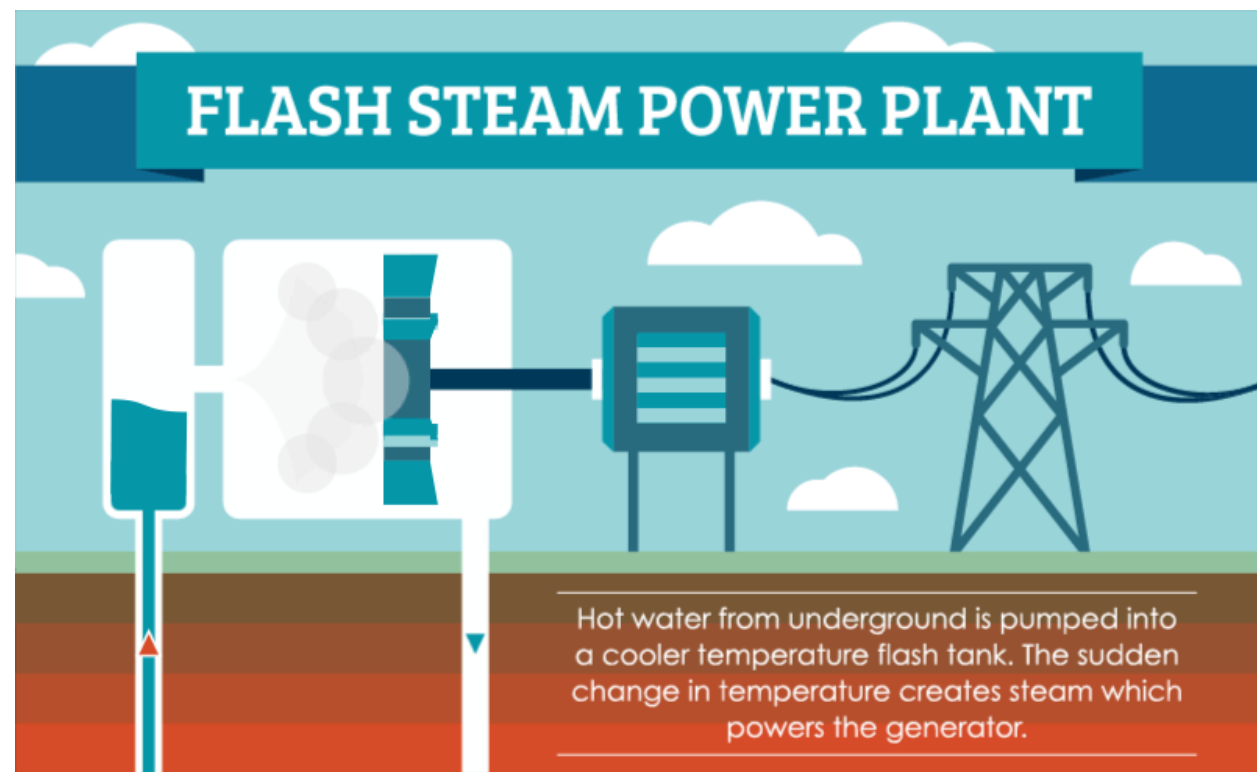 FLASH STEAM POWER PLANT
Hot water from underground is pumped into
a cooler temperature flash tank. The sudden
change in temperature creates steam which
powers the generator.